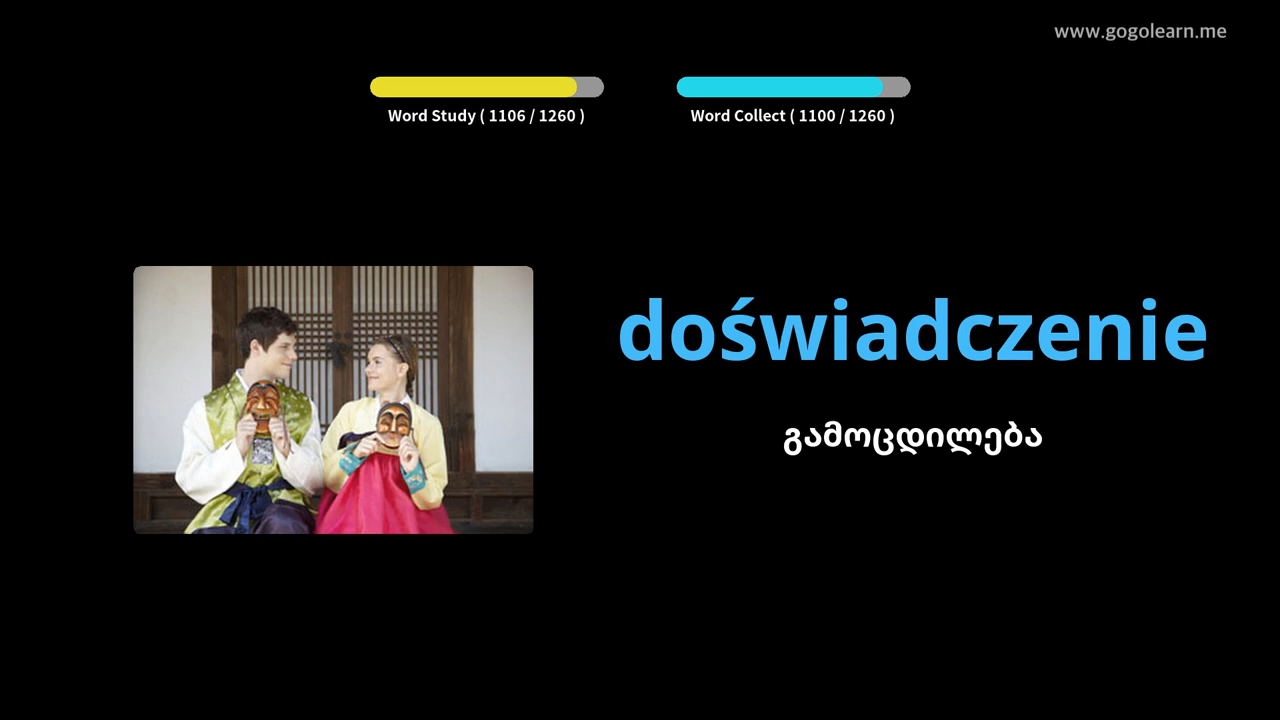 www.gogolearn.me
Word Study ( 1106 / 1260 )
Word Collect ( 1100 / 1260 )
doświadczenie
გამოცდილება